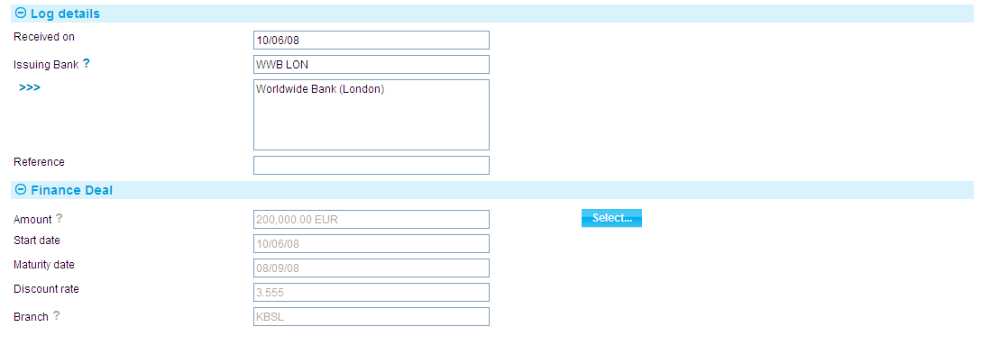 Log details
Received on 10/06/08
Issuing Bank ? WWB LON
>>> Worldwide Bank (London)
Reference
Finance Deal
Amount ? 200,000.00 EUR Select...
Start date 10/06/08
Maturity date 08/09/08
Discount rate 3.555
Branch ? KBSL